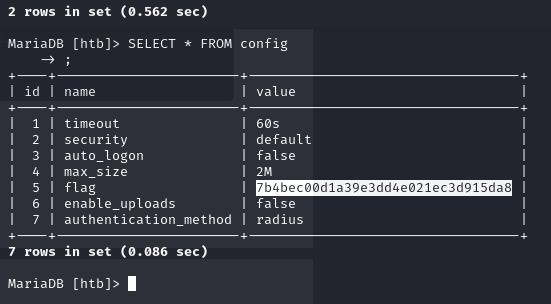 2 rows in set (0.562 sec)
MariaDB [htb]> SELECT * FROM config
    -> ;
+----+-----------------------+----------------------------------+
| id | name                  | value                            |
+----+-----------------------+----------------------------------+
|  1 | timeout               | 60s                              |
|  2 | security              | default                          |
|  3 | auto_logon            | false                            |
|  4 | max_size              | 2M                               |
|  5 | flag                  | 7b4bec00d1a39e3dd4e021ec3d915da8 |
|  6 | enable_uploads        | false                            |
|  7 | authentication_method | radius                           |
+----+-----------------------+----------------------------------+
7 rows in set (0.086 sec)
MariaDB [htb]>